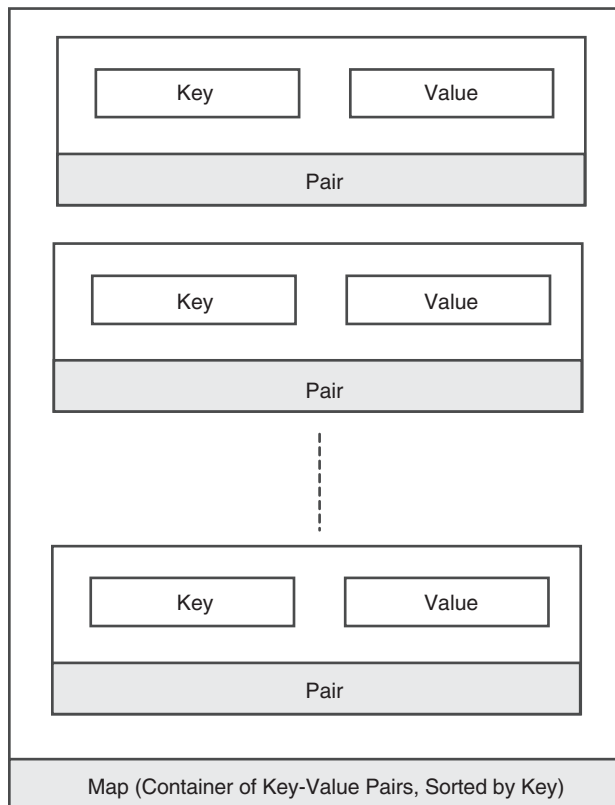 Key Value
Pair
Key Value
Pair
Key Value
Pair
Map (Container of Key-Value Pairs, Sorted by Key)